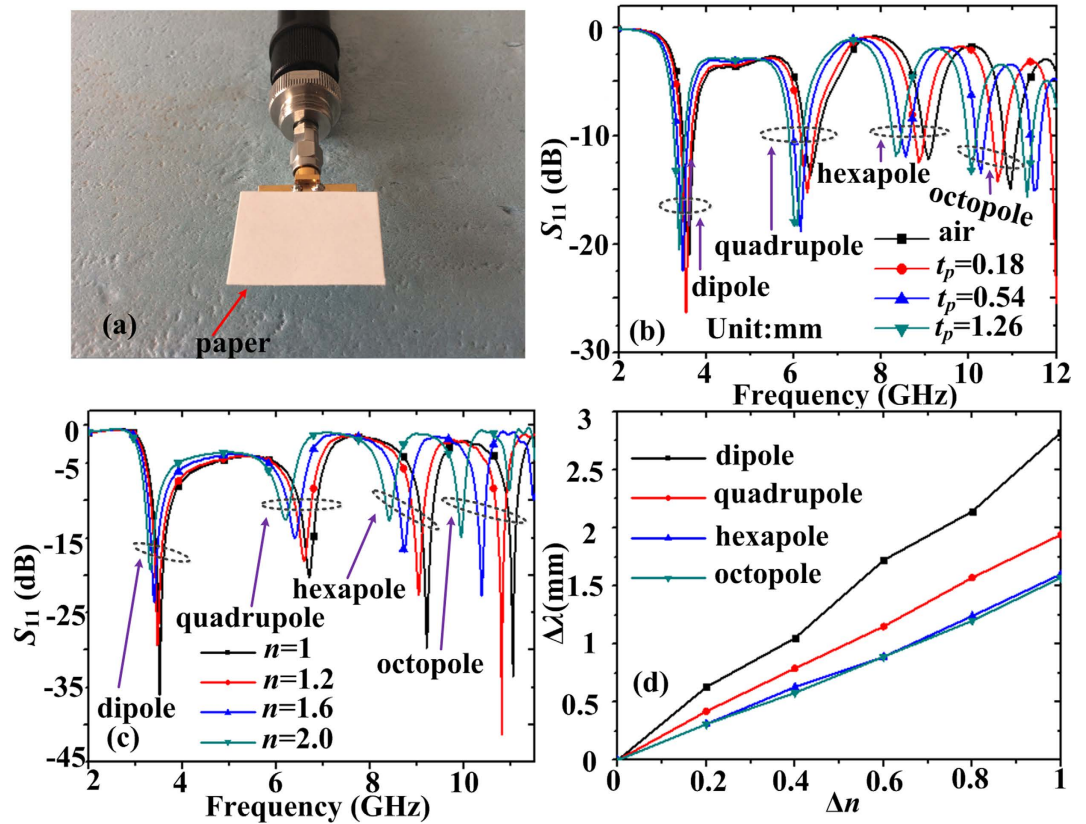 (a)
paper
0
-5
-10
-15
-20
-25
-30
S11 (dB)
2
4
6
8
10
12
Frequency (GHz)
hexapole
octopole
quadrupole
dipole
air
tp=0.18
tp=0.54
tp=1.26
(b)
Unit:mm
0
-5
-15
-25
-35
-45
S11 (dB)
2
4
6
8
10
Frequency (GHz)
hexapole
quadrupole
octopole
dipole
n=1
n=1.2
n=1.6
n=2.0
(c)
3
2.5
2
1.5
1
0.5
0
Δλ(mm)
dipole
quadrupole
hexapole
octopole
(d)
0
0.2
0.4
0.6
0.8
1
Δn